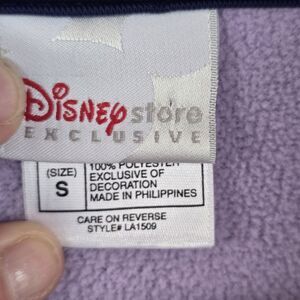 Disney store
EXCLUSIVE
(SIZE)
S
100% POLYESTER
EXCLUSIVE OF
DECORATION
MADE IN PHILIPPINES
CARE ON REVERSE
STYLE# LA1509